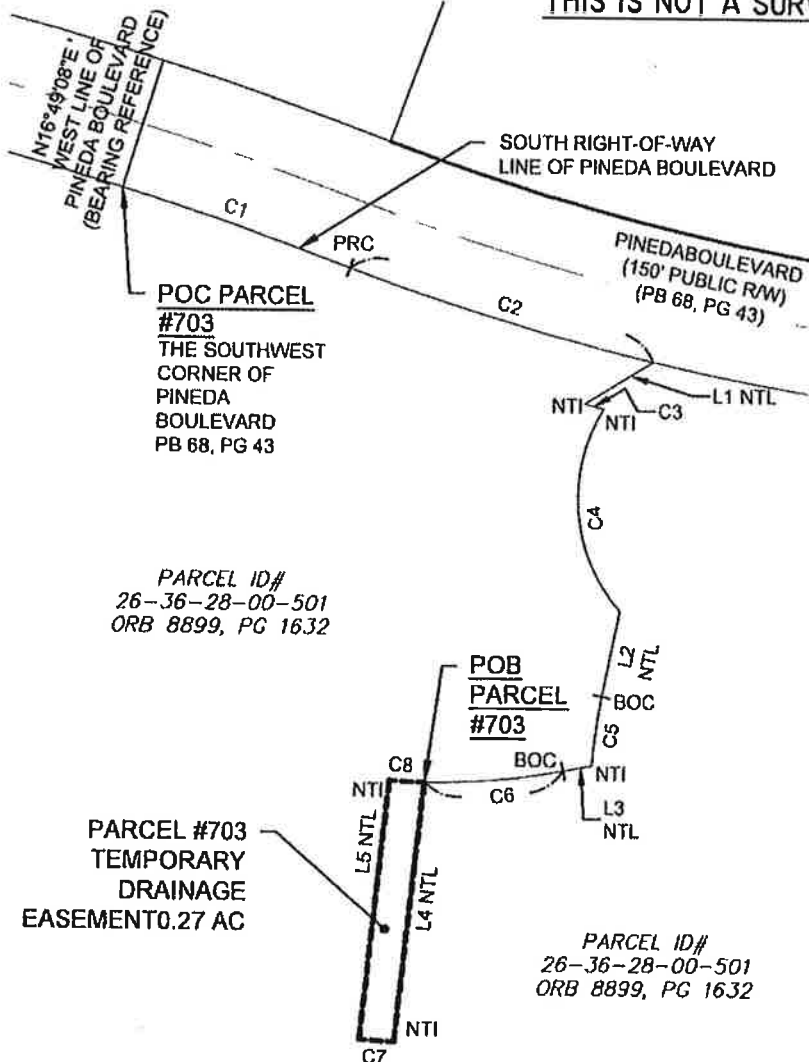 THIS IS NOT A SURV
N16°49'08"E
WEST LINE OF
PINEDA BOULEVARD
(BEARING REFERENCE)
SOUTH RIGHT-OF-WAY
LINE OF PINEDA BOULEVARD
C1
PRC
PINEDABOULEVARD
(150' PUBLIC R/W)
(PB 68, PG 43)
C2
POC PARCEL
#703
THE SOUTHWEST
CORNER OF
PINEDA
BOULEVARD
PB 68, PG 43
L1 NTL
NTI
C3
NTI
C4
PARCEL ID#
26-36-28-00-501
ORB 8899, PG 1632
L2
NTL
POB
PARCEL
#703
BOC
C5
BOC
NTI
C8
NTI
C6
L3
NTL
L5 NTL
L4 NTL
PARCEL #703
TEMPORARY
DRAINAGE
EASEMENT0.27 AC
PARCEL ID#
26-36-28-00-501
ORB 8899, PG 1632
NTI
C7